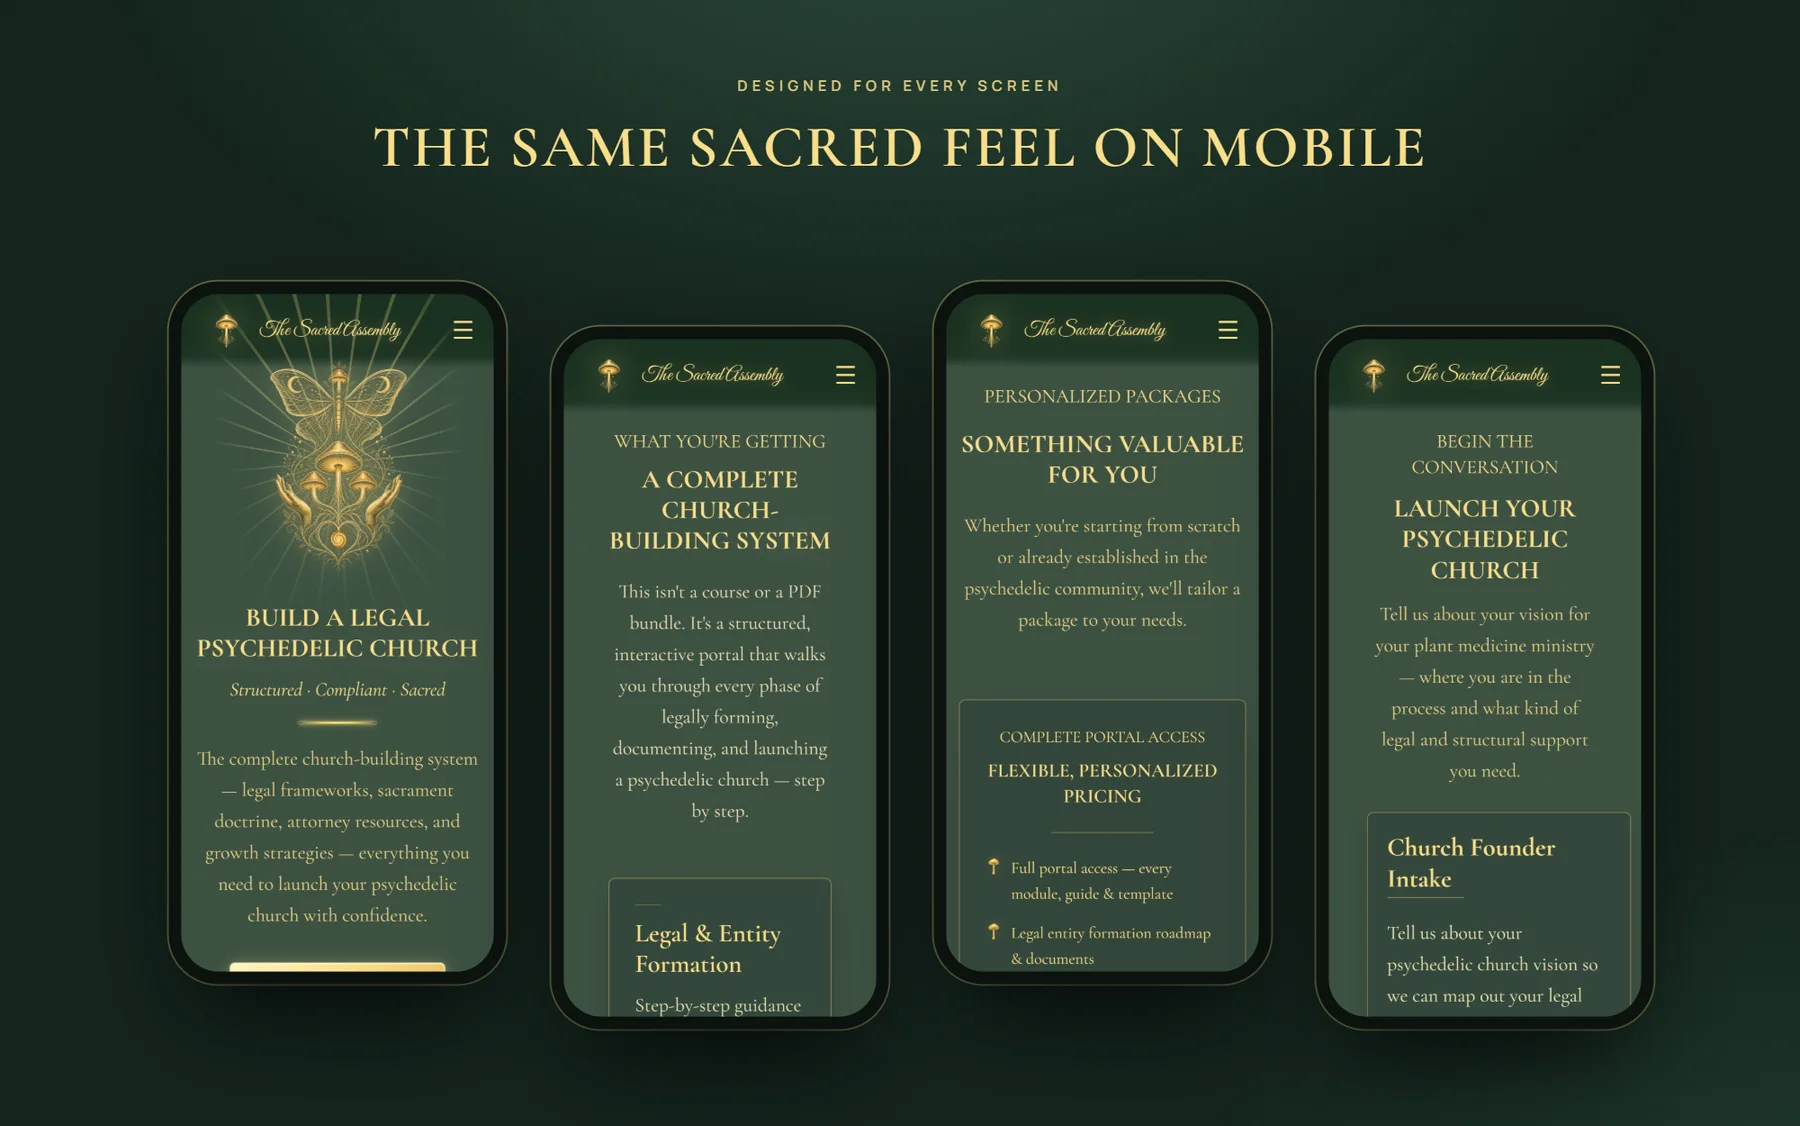 DESIGNED FOR EVERY SCREEN
THE SAME SACRED FEEL ON MOBILE
The Sacred Assembly
BUILD A LEGAL
PSYCHEDELIC CHURCH
Structured · Compliant · Sacred
The complete church-building system
— legal frameworks, sacrament
doctrine, attorney resources, and
growth strategies — everything you
need to launch your psychedelic
church with confidence.
The Sacred Assembly
WHAT YOU'RE GETTING
A COMPLETE
CHURCH-
BUILDING SYSTEM
This isn't a course or a PDF
bundle. It's a structured,
interactive portal that walks
you through every phase of
legally forming,
documenting, and launching
a psychedelic church — step
by step.
Legal & Entity
Formation
Step-by-step guidance
The Sacred Assembly
PERSONALIZED PACKAGES
SOMETHING VALUABLE
FOR YOU
Whether you're starting from scratch
or already established in the
psychedelic community, we'll tailor a
package to your needs.
COMPLETE PORTAL ACCESS
FLEXIBLE, PERSONALIZED
PRICING
Full portal access — every
module, guide & template
Legal entity formation roadmap
& documents
The Sacred Assembly
BEGIN THE
CONVERSATION
LAUNCH YOUR
PSYCHEDELIC
CHURCH
Tell us about your vision for
your plant medicine ministry
— where you are in the
process and what kind of
legal and structural support
you need.
Church Founder
Intake
Tell us about your
psychedelic church vision so
we can map out your legal